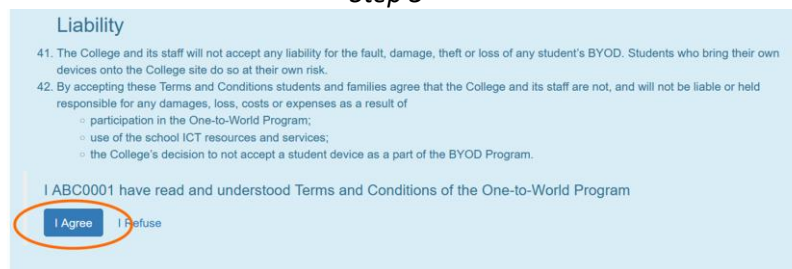 Liability
41. The College and its staff will not accept any liability for the fault, damage, theft or loss of any student's BYOD. Students who bring their own
devices onto the College site do so at their own risk.
42. By accepting these Terms and Conditions students and families agree that the College and its staff are not, and will not be liable or held
responsible for any damages, loss, costs or expenses as a result of
○ participation in the One-to-World Program;
○ use of the school ICT resources and services;
○ the College's decision to not accept a student device as a part of the BYOD Program.
I ABC0001 have read and understood Terms and Conditions of the One-to-World Program
I Agree I Refuse